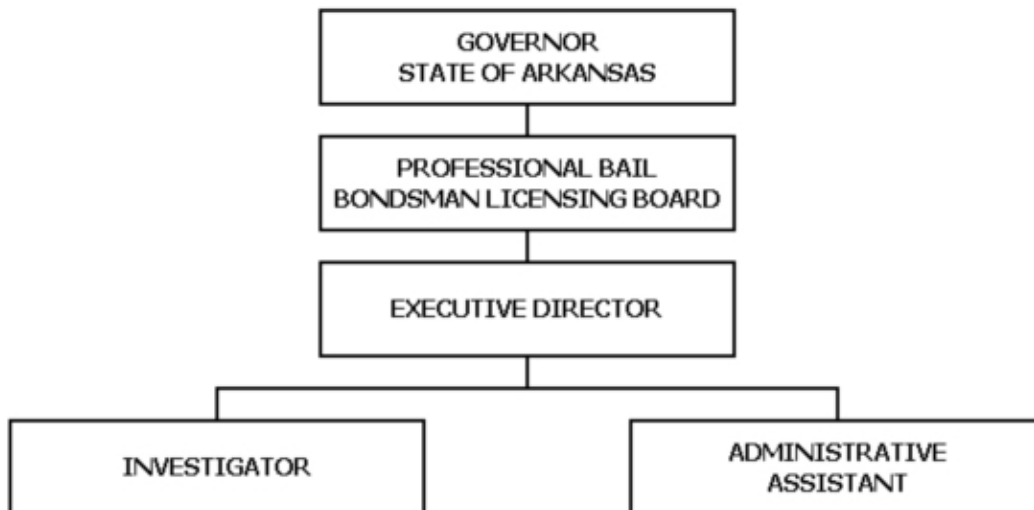 GOVERNOR
STATE OF ARKANSAS
PROFESSIONAL BAIL
BONDSMAN LICENSING BOARD
EXECUTIVE DIRECTOR
INVESTIGATOR
ADMINISTRATIVE
ASSISTANT